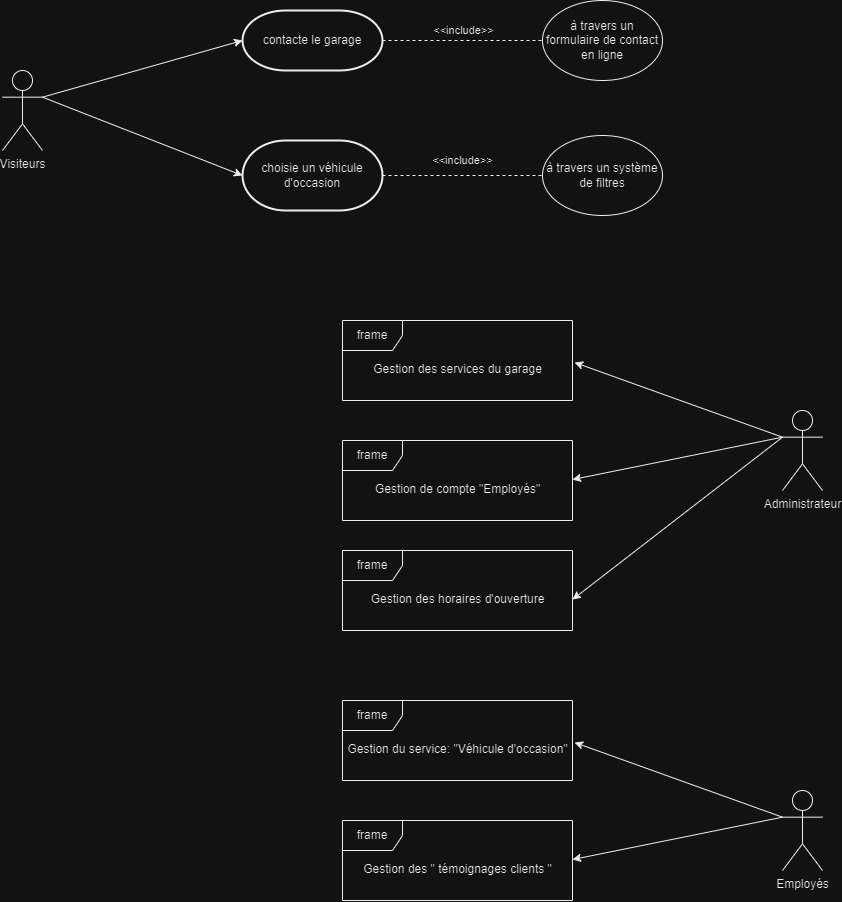 contacte le garage
<<include>>
à travers un
formulaire de contact
en ligne
Visiteurs
choisie un véhicule
d'occasion
<<include>>
à travers un système
de filtres
frame
Gestion des services du garage
frame
Gestion de compte "Employés"
Administrateur
frame
Gestion des horaires d'ouverture
frame
Gestion du service: "Véhicule d'occasion"
frame
Gestion des " témoignages clients "
Employés